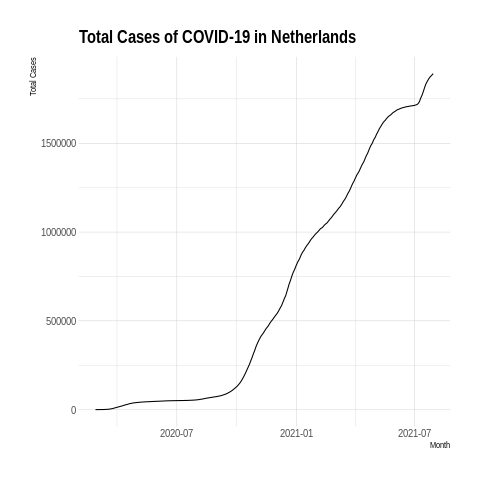 Total Cases of COVID-19 in Netherlands
Total Cases
1500000
1000000
500000
0
2020-07
2021-01
2021-07
Month